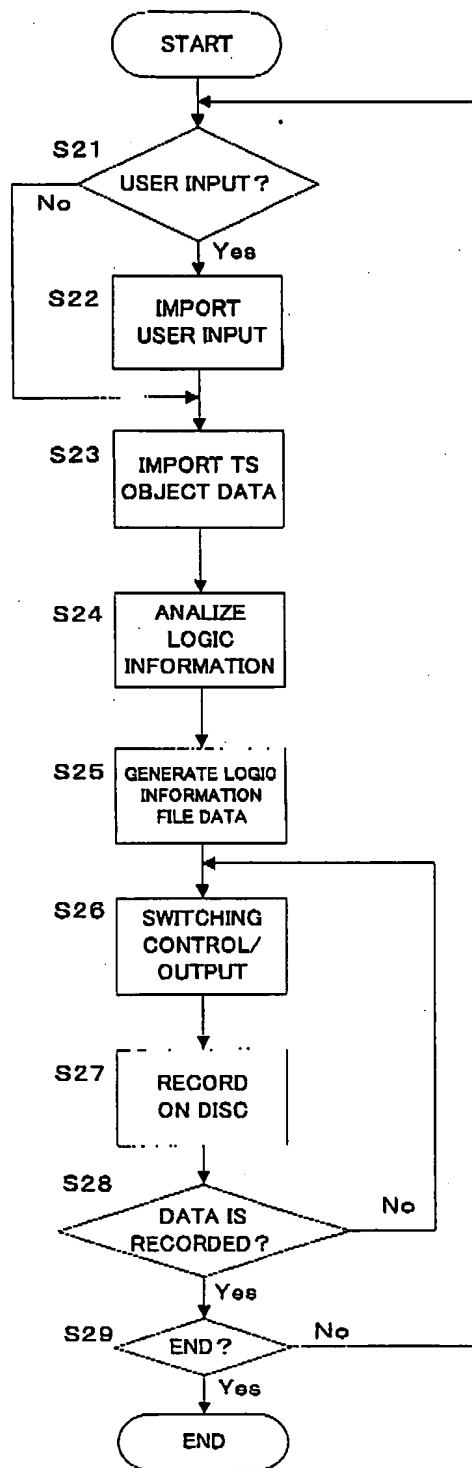 START
S21
USER INPUT?
No
Yes
S22
IMPORT
USER INPUT
S23
IMPORT TS
OBJECT DATA
S24
ANALIZE
LOGIC
INFORMATION
S25
GENERATE LOGIC
INFORMATION
FILE DATA
S26
SWITCHING
CONTROL/
OUTPUT
S27
RECORD
ON DISC
S28
DATA IS
RECORDED?
No
Yes
S29
END?
No
Yes
END